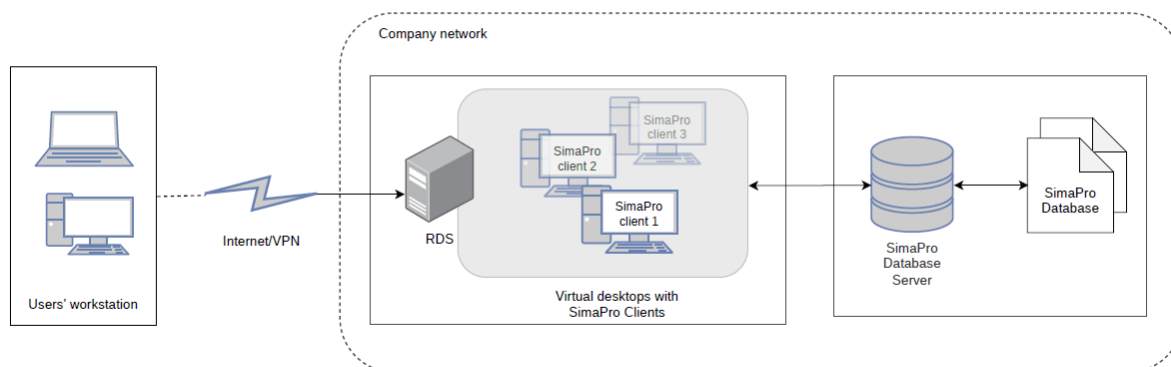 Company network
SimaPro
client 3
SimaPro
client 2
SimaPro
client 1
RDS
Internet/VPN
Users' workstation
Virtual desktops with
SimaPro Clients
SimaPro
Database
Server
SimaPro
Database